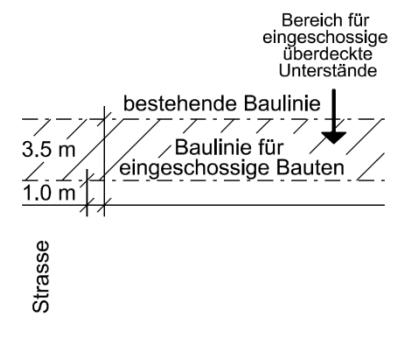 Bereich für
eingeschossige
überdeckte
Unterstände
bestehende Baulinie
3.5 m
Baulinie für
eingeschossige Bauten
1.0 m
Strasse